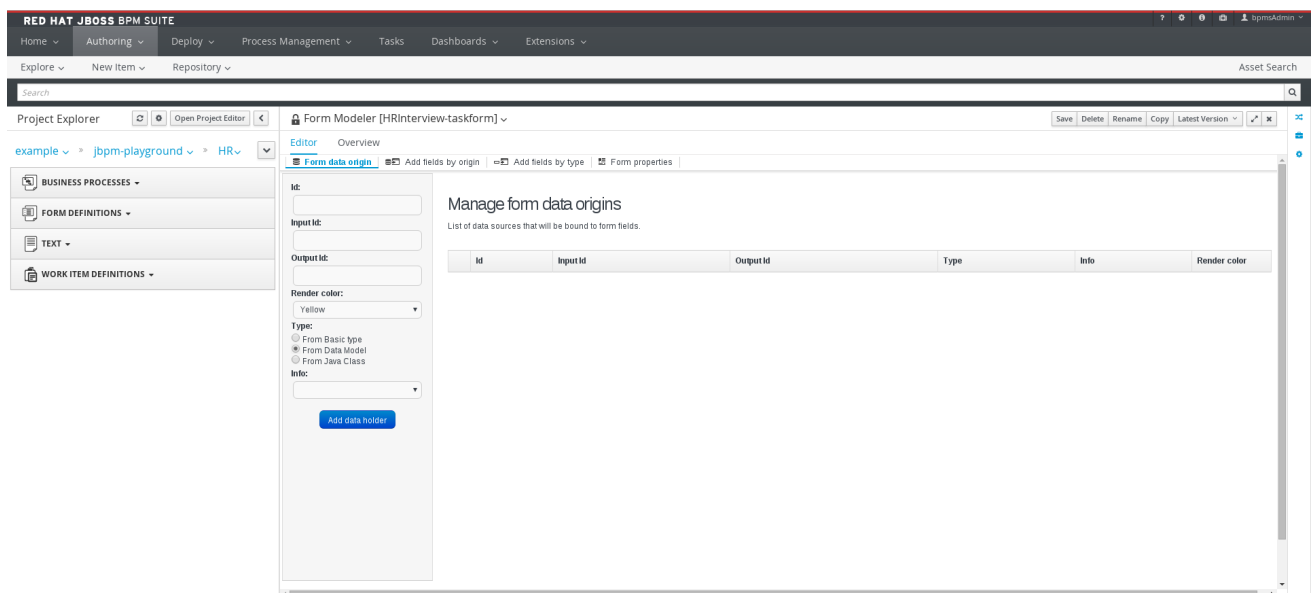 RED HAT JBOSS BPM SUITE
? bpmsAdmin
Home Authoring Deploy Process Management Tasks Dashboards Extensions
Explore New Item Repository Asset Search
Search
Project Explorer Open Project Editor Form Modeler [HRInterview-taskform] Save Delete Rename Copy Latest Version
example » jbpm-playground » HR
Editor Overview
Form data origin Add fields by origin Add fields by type Form properties
BUSINESS PROCESSES
FORM DEFINITIONS
TEXT
WORK ITEM DEFINITIONS
Id:
Input Id:
Output Id:
Render color:
Yellow
Type:
From Basic type
From Data Model
From Java Class
Info:
Add data holder
Manage form data origins
List of data sources that will be bound to form fields.
Id Input Id Output Id Type Info Render color